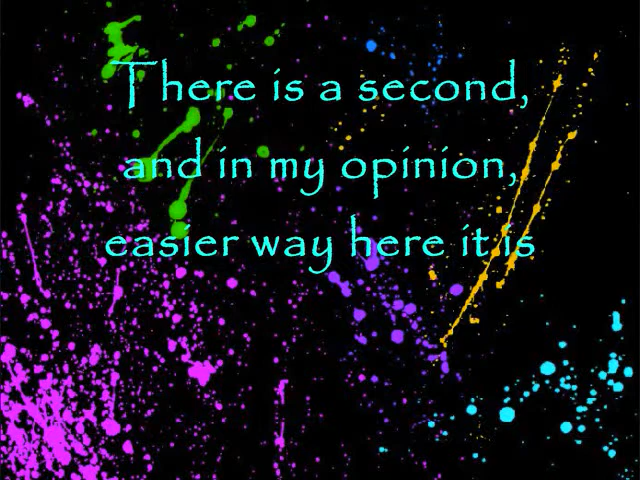 There is a second,
and in my opinion,
easier way here it is